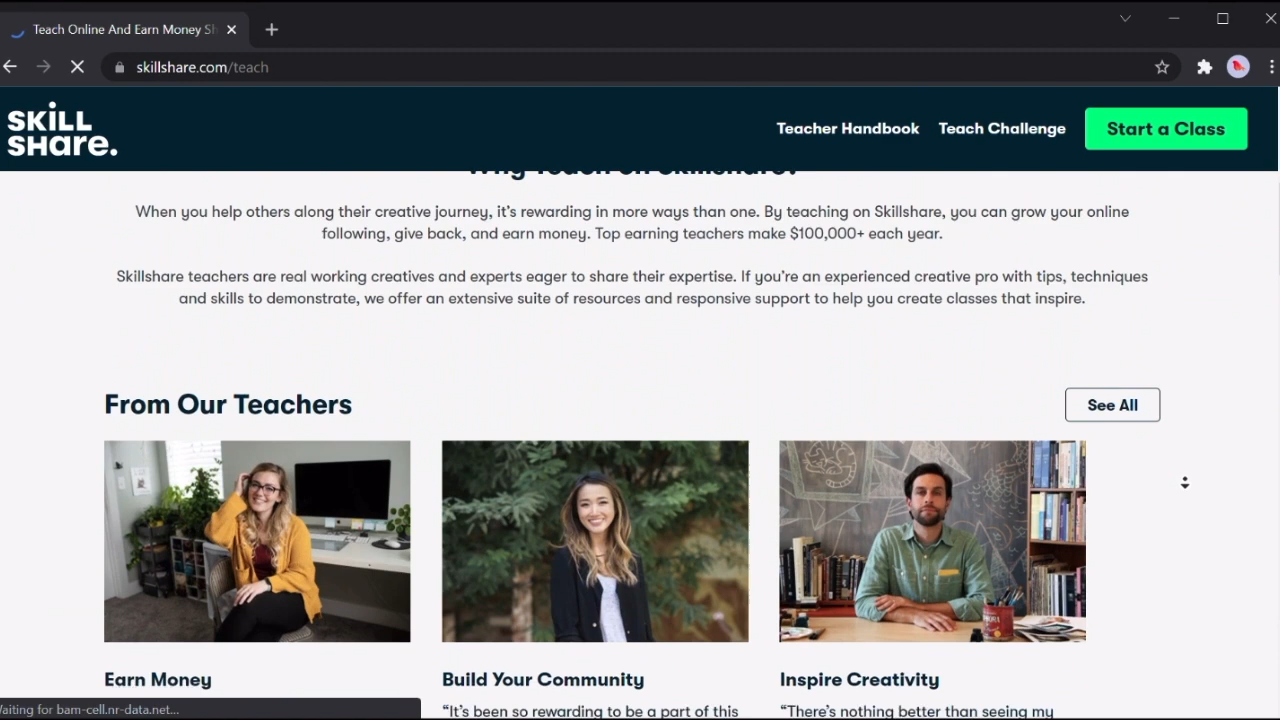 Teach Online And Earn Money Sh
skillshare.com/teach
SKILL
SHare.
Teacher Handbook
Teach Challenge
Start a Class
Why Teach on Skillshare?
When you help others along their creative journey, it's rewarding in more ways than one. By teaching on Skillshare, you can grow your online
following, give back, and earn money. Top earning teachers make $100,000+ each year.
Skillshare teachers are real working creatives and experts eager to share their expertise. If you're an experienced creative pro with tips, techniques
and skills to demonstrate, we offer an extensive suite of resources and responsive support to help you create classes that inspire.
From Our Teachers
See All
Earn Money
Build Your Community
Inspire Creativity
"It's been so rewarding to be a part of this
"There's nothing better than seeing my
Waiting for bam-cell.nr-data.net...